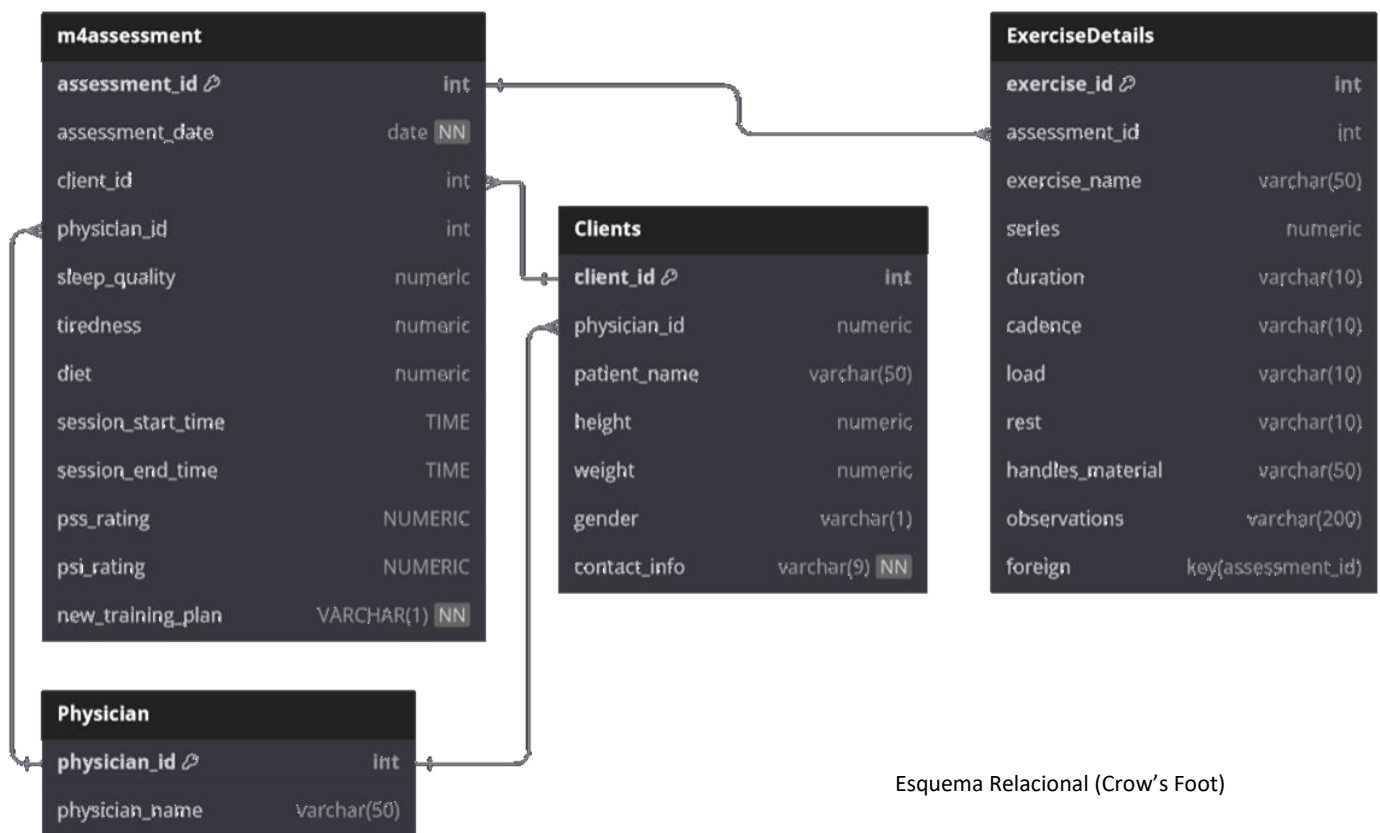 m4assessment
assessment_id int
assessment_date date NN
client_id int
physician_id int
sleep_quality numeric
tiredness numeric
diet numeric
session_start_time TIME
session_end_time TIME
pss_rating NUMERIC
psi_rating NUMERIC
new_training_plan VARCHAR(1) NN
Clients
client_id int
physician_id numeric
patient_name varchar(50)
height numeric
weight numeric
gender varchar(1)
contact_info varchar(9) NN
ExerciseDetails
exercise_id int
assessment_id int
exercise_name varchar(50)
series numeric
duration varchar(10)
cadence varchar(10)
load varchar(10)
rest varchar(10)
handles_material varchar(50)
observations varchar(200)
foreign key(assessment_id)
Physician
physician_id int
physician_name varchar(50)
Esquema Relacional (Crow’s Foot)